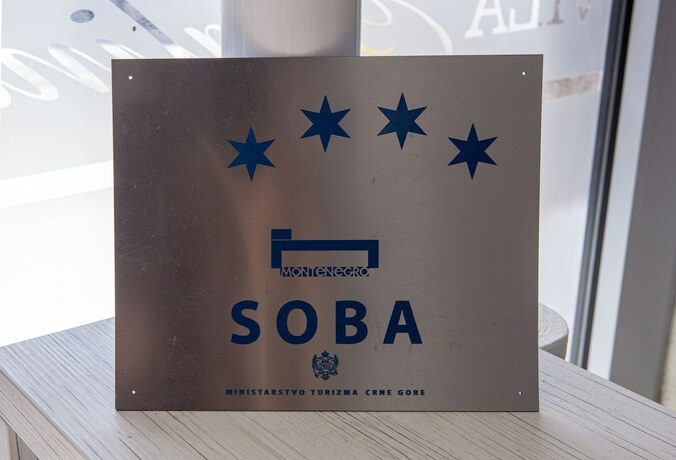 MONTENEGRO
SOBA
MINISTARSTVO TURIZMA CRNE GORE